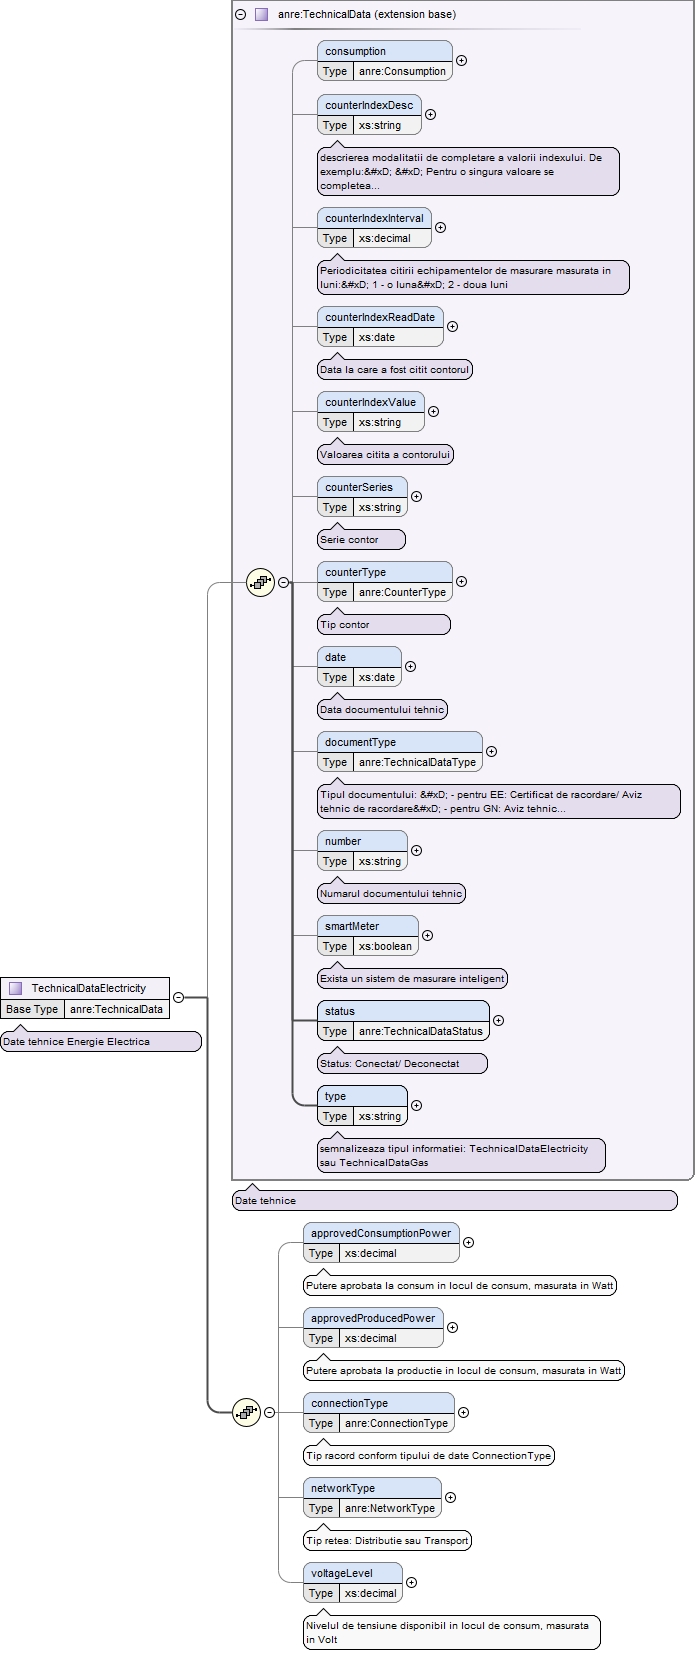 anre:TechnicalData (extension base)
consumption
Type anre:Consumption
counterIndexDesc
Type xs:string
descrierea modalitatii de completare a valorii indexului. De
exemplu:&#xD; &#xD; Pentru o singura valoare se
completea...
counterIndexInterval
Type xs:decimal
Periodicitatea citirii echipamentelor de masurare masurata in
luni:&#xD; 1 - o luna&#xD; 2 - doua luni
counterIndexReadDate
Type xs:date
Data la care a fost citit contorul
counterIndexValue
Type xs:string
Valoarea citita a contorului
counterSeries
Type xs:string
Serie contor
counterType
Type anre:CounterType
Tip contor
date
Type xs:date
Data documentului tehnic
documentType
Type anre:TechnicalDataType
Tipul documentului: &#xD; - pentru EE: Certificat de racordare/ Aviz
tehnic de racordare&#xD; - pentru GN: Aviz tehnic...
number
Type xs:string
Numarul documentului tehnic
smartMeter
Type xs:boolean
Exista un sistem de masurare inteligent
TechnicalDataElectricity
Base Type anre:TechnicalData
Date tehnice Energie Electrica
status
Type anre:TechnicalDataStatus
Status: Conectat/ Deconectat
type
Type xs:string
semnalizeaza tipul informatiei: TechnicalDataElectricity
sau TechnicalDataGas
Date tehnice
approvedConsumptionPower
Type xs:decimal
Putere aprobata la consum in locul de consum, masurata in Watt
approvedProducedPower
Type xs:decimal
Putere aprobata la productie in locul de consum, masurata in Watt
connectionType
Type anre:ConnectionType
Tip racord conform tipului de date ConnectionType
networkType
Type anre:NetworkType
Tip retea: Distributie sau Transport
voltageLevel
Type xs:decimal
Nivelul de tensiune disponibil in locul de consum, masurata
in Volt